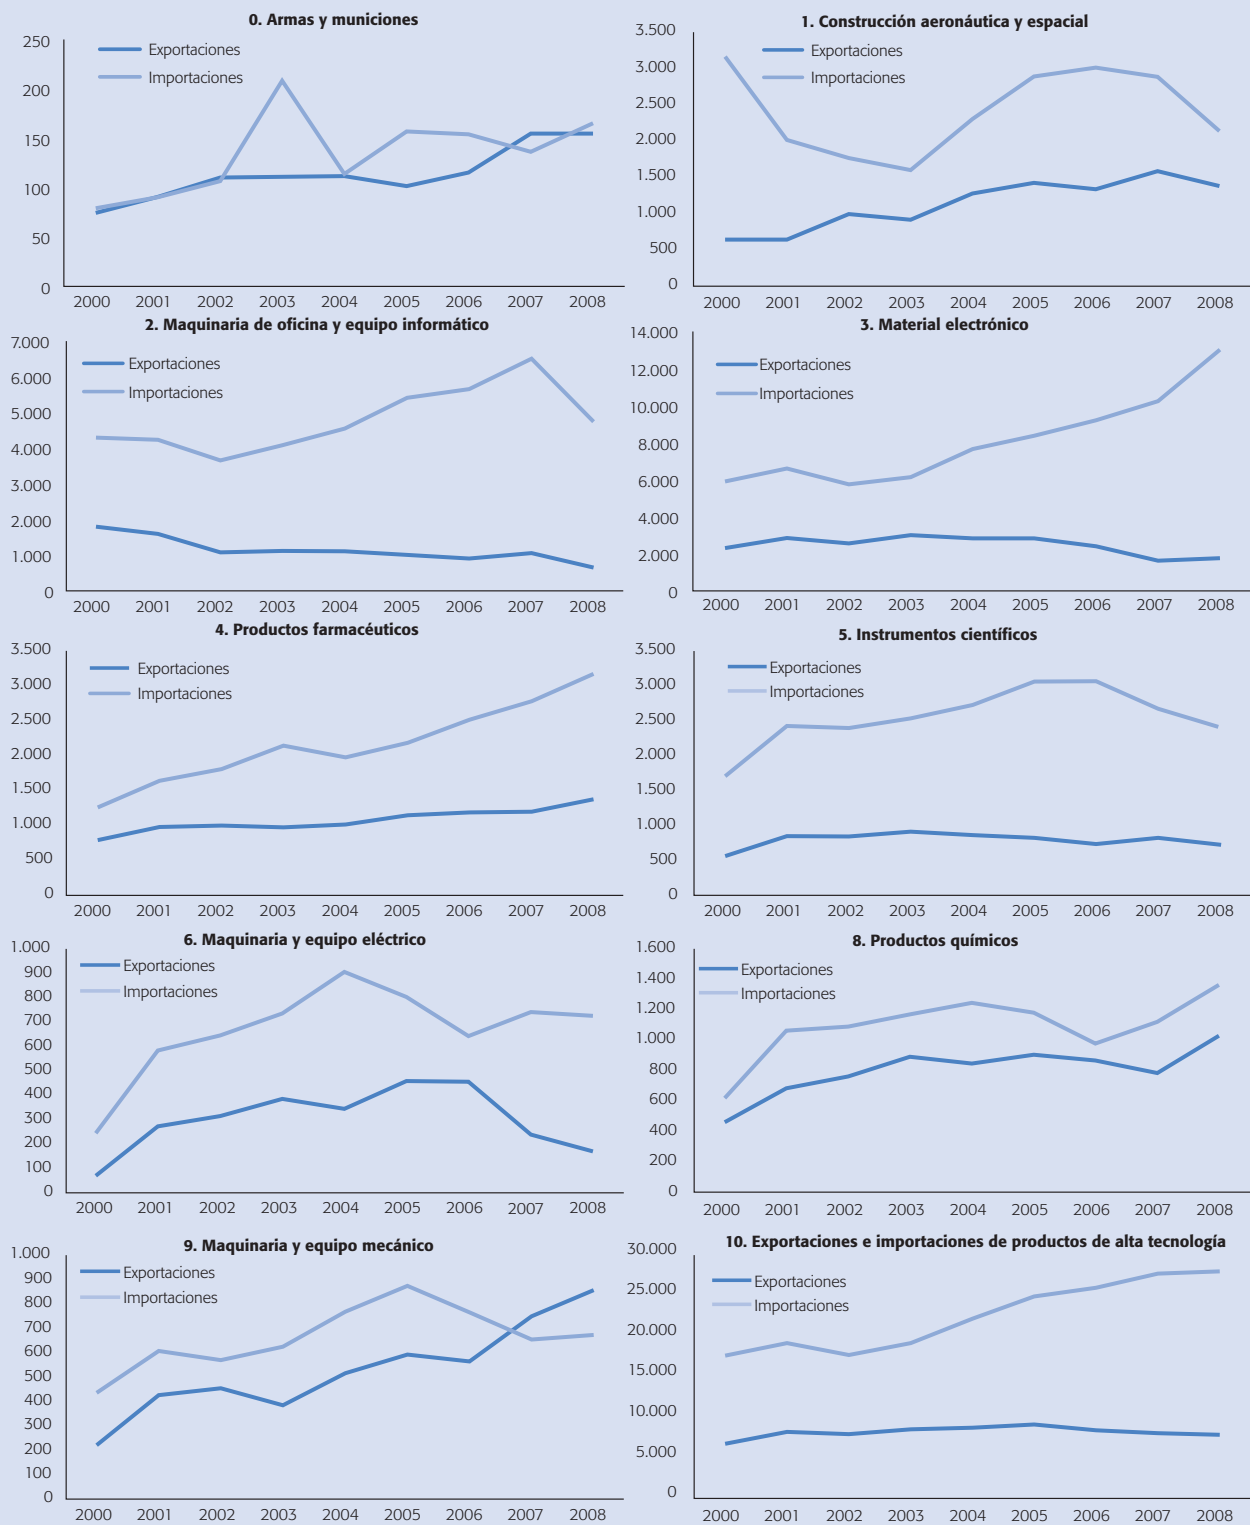 0. Armas y municiones
250
200
150
100
50
0
Exportaciones
Importaciones
2000 2001 2002 2003 2004 2005 2006 2007 2008
1. Construcción aeronáutica y espacial
3.500
3.000
2.500
2.000
1.500
1.000
500
0
Exportaciones
Importaciones
2000 2001 2002 2003 2004 2005 2006 2007 2008
2. Maquinaria de oficina y equipo informático
7.000
6.000
5.000
4.000
3.000
2.000
1.000
0
Exportaciones
Importaciones
2000 2001 2002 2003 2004 2005 2006 2007 2008
3. Material electrónico
14.000
12.000
10.000
8.000
6.000
4.000
2.000
0
Exportaciones
Importaciones
2000 2001 2002 2003 2004 2005 2006 2007 2008
4. Productos farmacéuticos
3.500
3.000
2.500
2.000
1.500
1.000
500
0
Exportaciones
Importaciones
2000 2001 2002 2003 2004 2005 2006 2007 2008
5. Instrumentos científicos
3.500
3.000
2.500
2.000
1.500
1.000
500
0
Exportaciones
Importaciones
2000 2001 2002 2003 2004 2005 2006 2007 2008
6. Maquinaria y equipo eléctrico
1.000
900
800
700
600
500
400
300
200
100
0
Exportaciones
Importaciones
2000 2001 2002 2003 2004 2005 2006 2007 2008
8. Productos químicos
1.600
1.400
1.200
1.000
800
600
400
200
0
Exportaciones
Importaciones
2000 2001 2002 2003 2004 2005 2006 2007 2008
9. Maquinaria y equipo mecánico
1.000
900
800
700
600
500
400
300
200
100
0
Exportaciones
Importaciones
2000 2001 2002 2003 2004 2005 2006 2007 2008
10. Exportaciones e importaciones de productos de alta tecnología
30.000
25.000
20.000
15.000
10.000
5.000
0
Exportaciones
Importaciones
2000 2001 2002 2003 2004 2005 2006 2007 2008